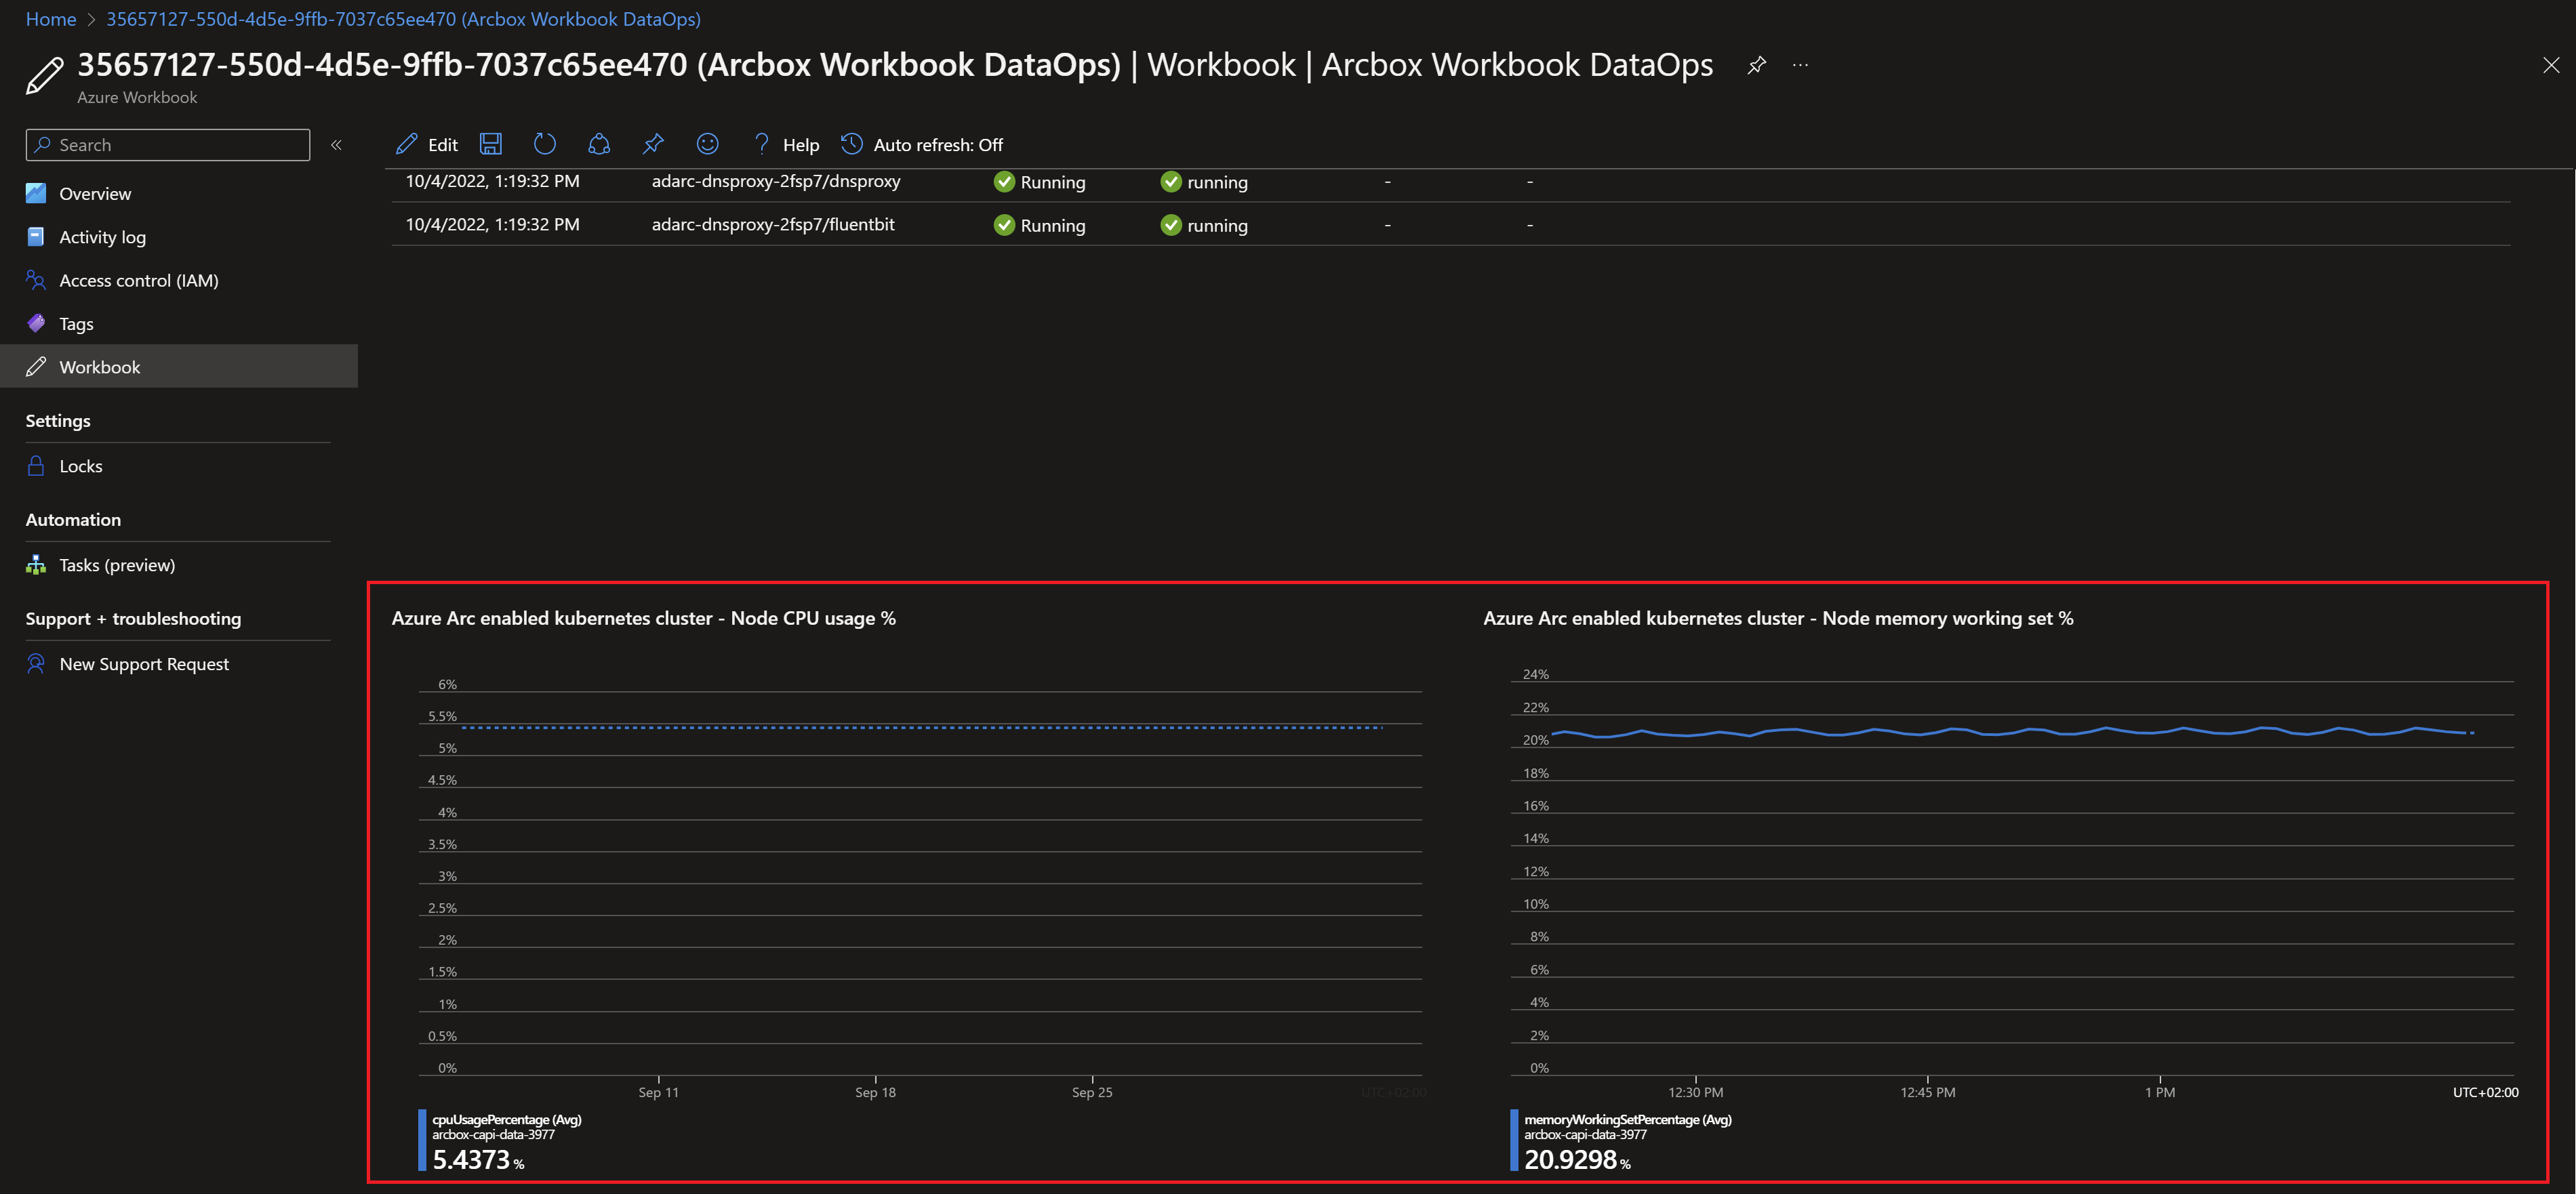 Home > 35657127-550d-4d5e-9ffb-7037c65ee470 (Arcbox Workbook DataOps)
35657127-550d-4d5e-9ffb-7037c65ee470 (Arcbox Workbook DataOps) | Workbook | Arcbox Workbook DataOps
Azure Workbook
Search
Edit Help Auto refresh: Off
Overview
Activity log
Access control (IAM)
Tags
Workbook
Settings
Locks
Automation
Tasks (preview)
Support + troubleshooting
New Support Request
10/4/2022, 1:19:32 PM adarc-dnsproxy-2fsp7/dnsproxy Running running - -
10/4/2022, 1:19:32 PM adarc-dnsproxy-2fsp7/fluentbit Running running - -
Azure Arc enabled kubernetes cluster - Node CPU usage %
6%
5.5%
5%
4.5%
4%
3.5%
3%
2.5%
2%
1.5%
1%
0.5%
0%
Sep 11 Sep 18 Sep 25 UTC+02:00
cpuUsagePercentage (Avg)
arcbox-capi-data-3977
5.4373 %
Azure Arc enabled kubernetes cluster - Node memory working set %
24%
22%
20%
18%
16%
14%
12%
10%
8%
6%
4%
2%
0%
12:30 PM 12:45 PM 1 PM UTC+02:00
memoryWorkingSetPercentage (Avg)
arcbox-capi-data-3977
20.9298 %